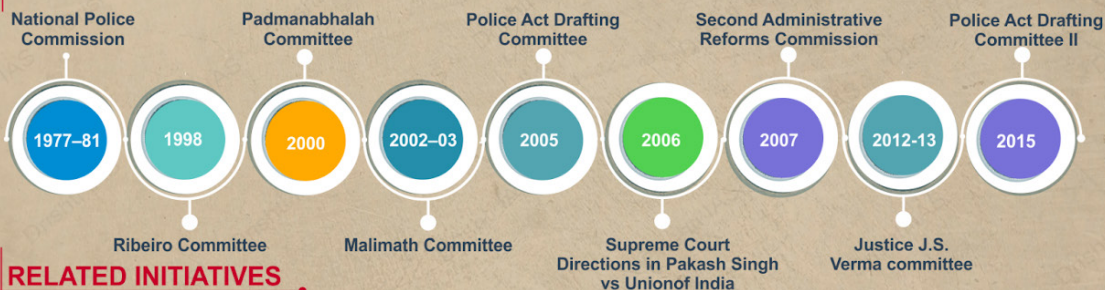 National Police
Commission
Padmanabhalah
Committee
Police Act Drafting
Committee
Second Administrative
Reforms Commission
Police Act Drafting
Committee II
1977–81
1998
2000
2002–03
2005
2006
2007
2012-13
2015
Ribeiro Committee
Malimath Committee
Supreme Court
Directions in Pakash Singh
vs Unionof India
Justice J.S.
Verma committee
RELATED INITIATIVES